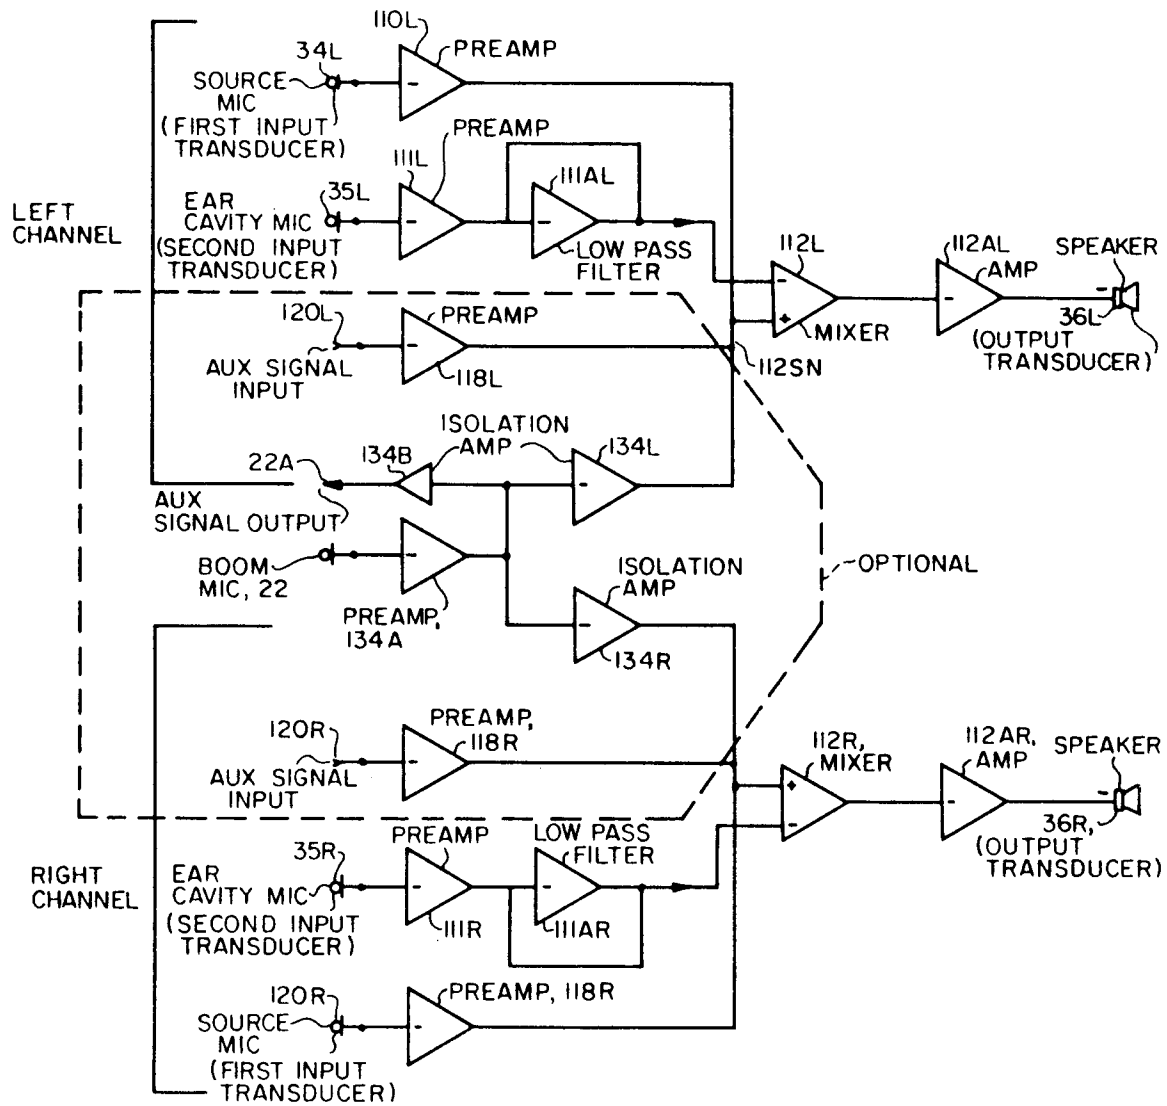 110L
PREAMP
34L
SOURCE
MIC
(FIRST INPUT
TRANSDUCER)
PREAMP
111L
111AL
35L
EAR
CAVITY MIC
(SECOND INPUT
TRANSDUCER)
LOW PASS
FILTER
LEFT
CHANNEL
112L
-
+
MIXER
112AL
AMP
SPEAKER
36L
(OUTPUT
TRANSDUCER)
120L
PREAMP
AUX SIGNAL
INPUT
118L
112SN
ISOLATION
AMP
134L
134B
22A
AUX
SIGNAL OUTPUT
BOOM
MIC, 22
PREAMP,
134A
ISOLATION
AMP
134R
OPTIONAL
120R
PREAMP,
118R
AUX SIGNAL
INPUT
112R,
MIXER
+
-
112AR,
AMP
SPEAKER
36R,
(OUTPUT
TRANSDUCER)
RIGHT
CHANNEL
35R
EAR
CAVITY MIC
(SECOND INPUT
TRANSDUCER)
PREAMP
111R
LOW PASS
FILTER
111AR
120R
SOURCE
MIC
(FIRST INPUT
TRANSDUCER)
PREAMP, 118R